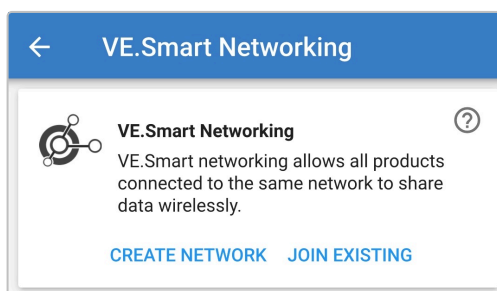 VE.Smart Networking
VE.Smart Networking
VE.Smart networking allows all products
connected to the same network to share
data wirelessly.
CREATE NETWORK JOIN EXISTING